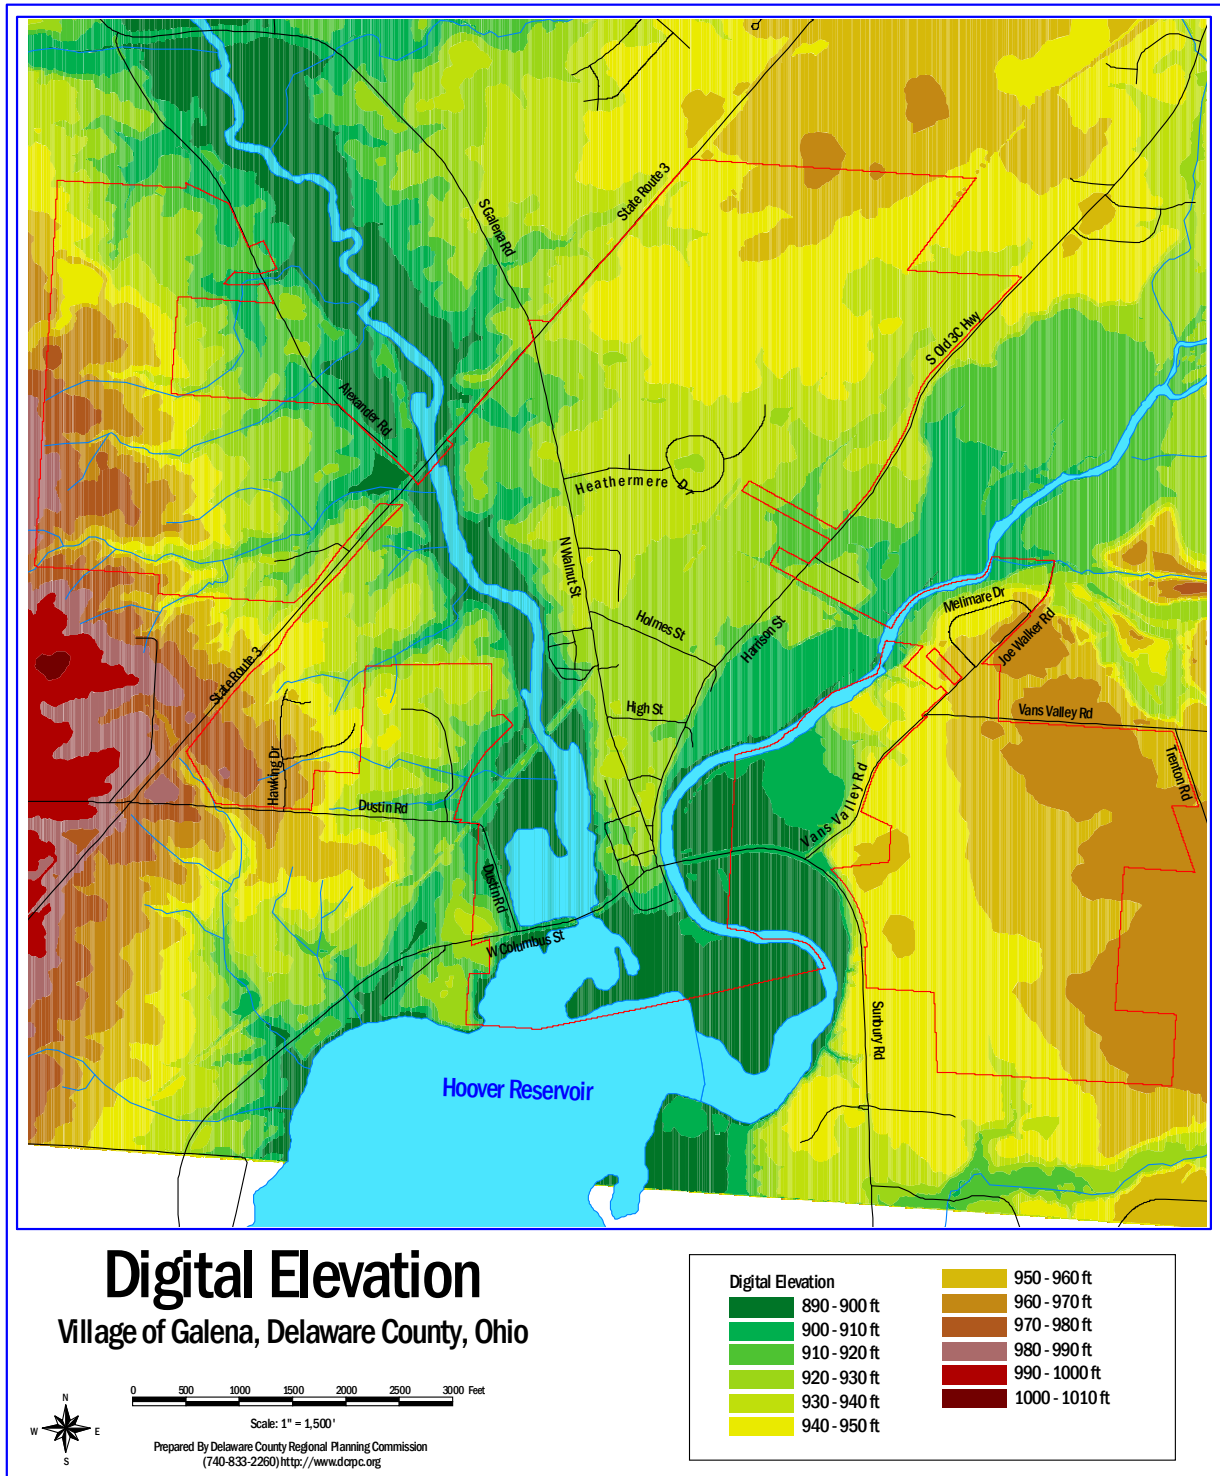 S Galena Rd
State Route 3
S Old 3C Hwy
Alexander Rd
Heathermere Dr
N Walnut St
Holmes St
Harrison St
Melimare Dr
Joe Walker Rd
State Route 3
High St
Vans Valley Rd
Trenton Rd
Hawking Dr
Dustin Rd
Vans Valley Rd
Dustin Rd
W Columbus St
Sunbury Rd
Hoover Reservoir
Digital Elevation
Village of Galena, Delaware County, Ohio
0 500 1000 1500 2000 2500 3000 Feet
Scale: 1" = 1,500'
N
W E
S
Prepared By Delaware County Regional Planning Commission
(740-833-2260) http://www.dcrpc.org
Digital Elevation
890 - 900 ft
900 - 910 ft
910 - 920 ft
920 - 930 ft
930 - 940 ft
940 - 950 ft
950 - 960 ft
960 - 970 ft
970 - 980 ft
980 - 990 ft
990 - 1000 ft
1000 - 1010 ft